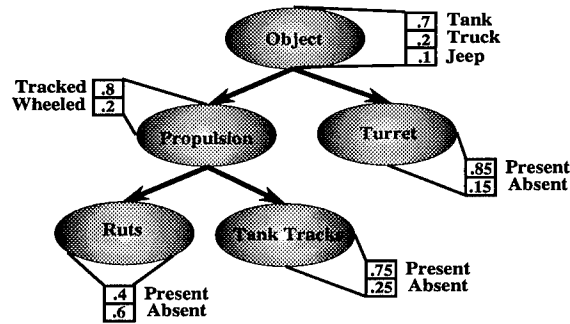 Object
.7 Tank
.2 Truck
.1 Jeep
Tracked .8
Wheeled .2
Propulsion
Turret
.85 Present
.15 Absent
Ruts
Tank Tracks
.4 Present
.6 Absent
.75 Present
.25 Absent